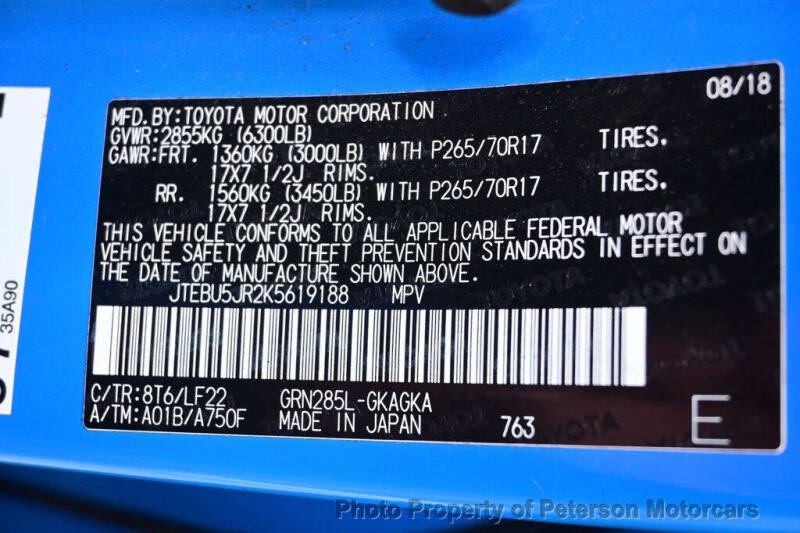 08/18
MFD.BY:TOYOTA MOTOR CORPORATION
GVWR:2855KG (6300LB)
GAWR:FRT. 1360KG (3000LB) WITH P265/70R17 TIRES.
17X7 1/2J RIMS.
RR. 1560KG (3450LB) WITH P265/70R17 TIRES.
17X7 1/2J RIMS.
THIS VEHICLE CONFORMS TO ALL APPLICABLE FEDERAL MOTOR
VEHICLE SAFETY AND THEFT PREVENTION STANDARDS IN EFFECT ON
THE DATE OF MANUFACTURE SHOWN ABOVE.
JTEBU5JR2K5619188 MPV
C/TR:8T6/LF22 GRN285L-GKAGKA
A/TM:A01B/A750F MADE IN JAPAN 763 E
35A90
TOYOTA
Photo Property of Peterson Motorcars